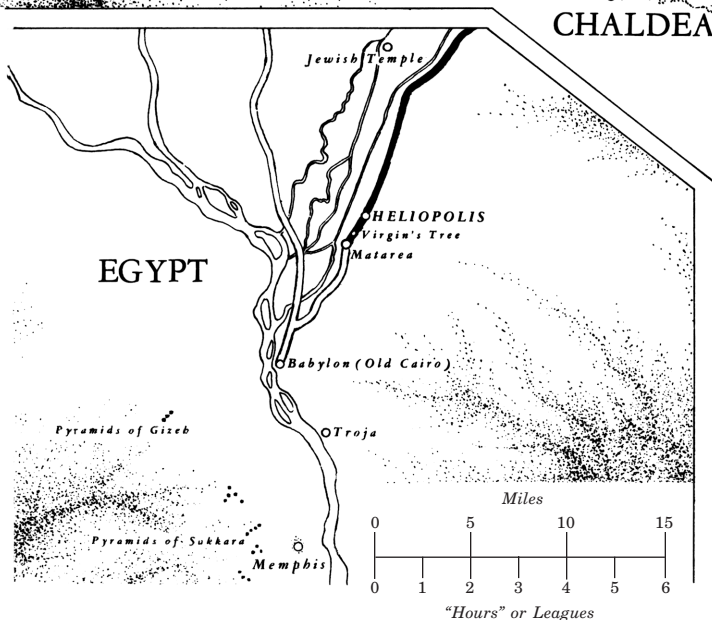 CHALDEA
Jewish Temple
HELIOPOLIS
Virgin's Tree
Matarea
EGYPT
Babylon (Old Cairo)
Pyramids of Gizeh
Troja
Miles
0 5 10 15
Pyramids of Sukkara
Memphis
0 1 2 3 4 5 6
"Hours" or Leagues